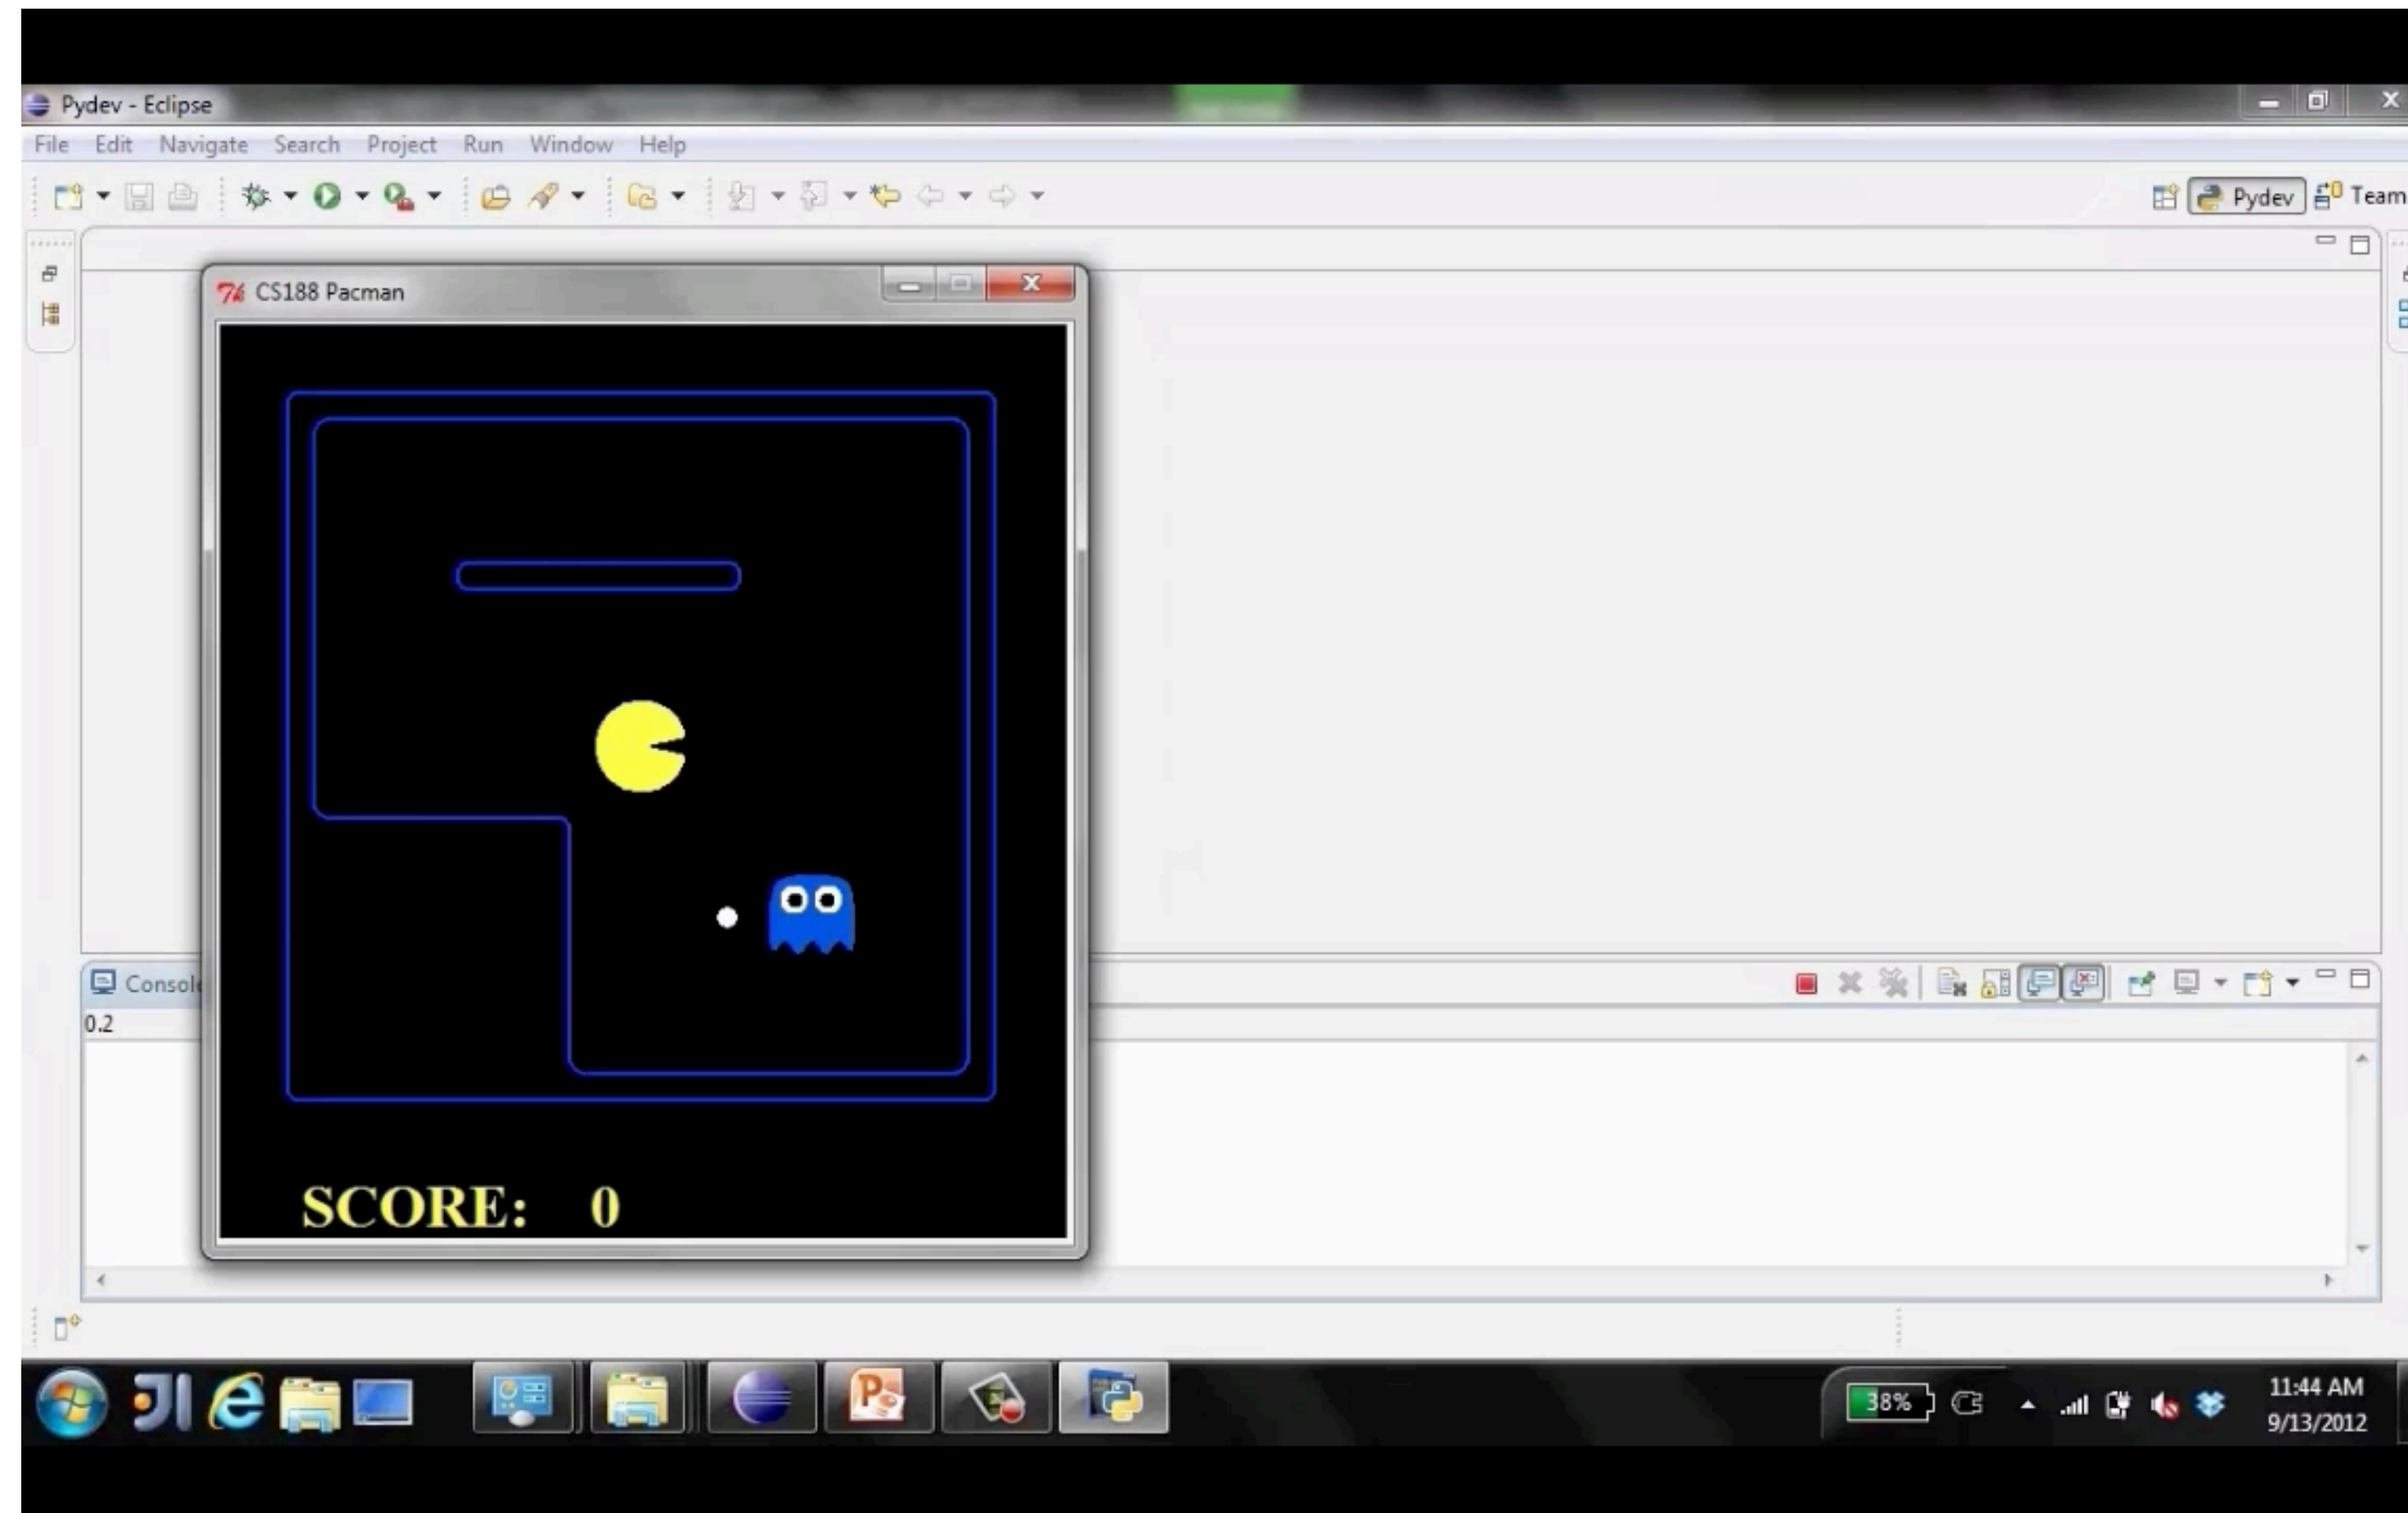 Pydev - Eclipse
File Edit Navigate Search Project Run Window Help
Pydev Team
CS188 Pacman
Console
0.2
SCORE: 0
38%
11:44 AM
9/13/2012